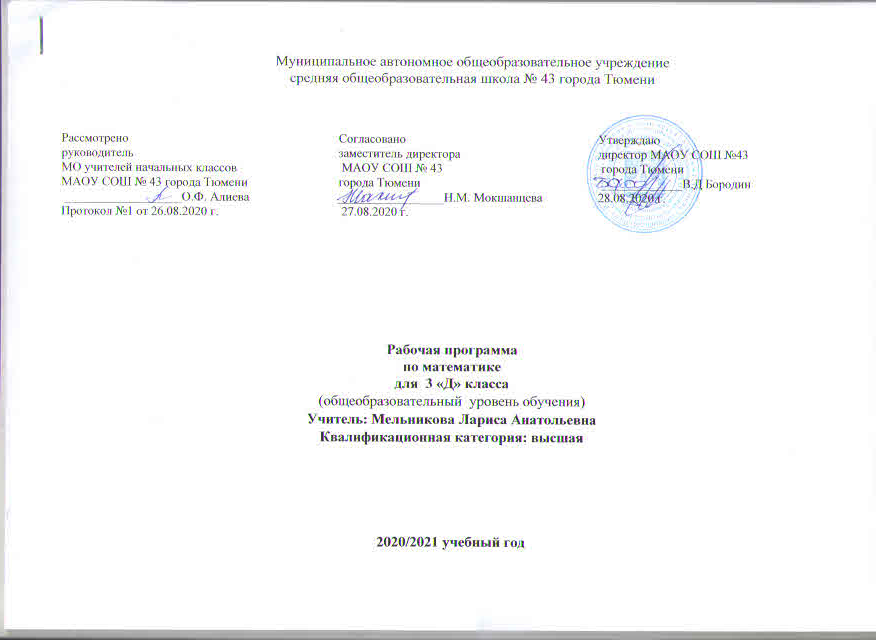 Муниципальное автономное общеобразовательное учреждение
средняя общеобразовательная школа № 43 города Тюмени
Рассмотрено
руководитель
МО учителей начальных классов
МАОУ СОШ № 43 города Тюмени
О.Ф. Алиева
Протокол №1 от 26.08.2020 г.
Согласовано
заместитель директора
МАОУ СОШ № 43
города Тюмени
Н.М. Мокшанцева
27.08.2020 г.
Утверждаю
директор МАОУ СОШ №43
города Тюмени
В.Д Бородин
28.08.2020 г.
Рабочая программа
по математике
для 3 «Д» класса
(общеобразовательный уровень обучения)
Учитель: Мельникова Лариса Анатольевна
Квалификационная категория: высшая
2020/2021 учебный год